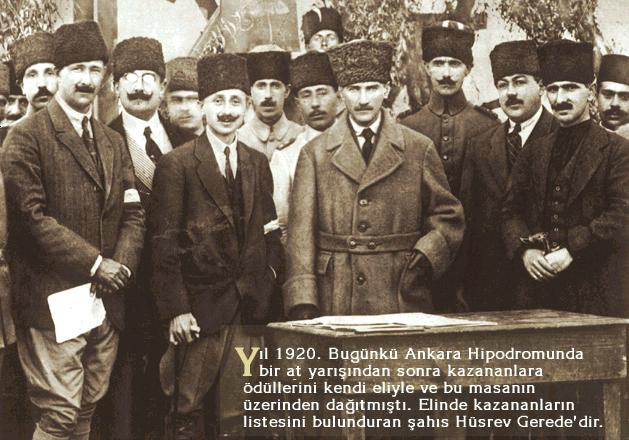 Yıl 1920. Bugünkü Ankara Hipodromunda
bir at yarışından sonra kazananlara
ödüllerini kendi eliyle ve bu masanın
üzerinden dağıtmıştı. Elinde kazananların
listesini bulunduran şahıs Hüsrev Gerede'dir.